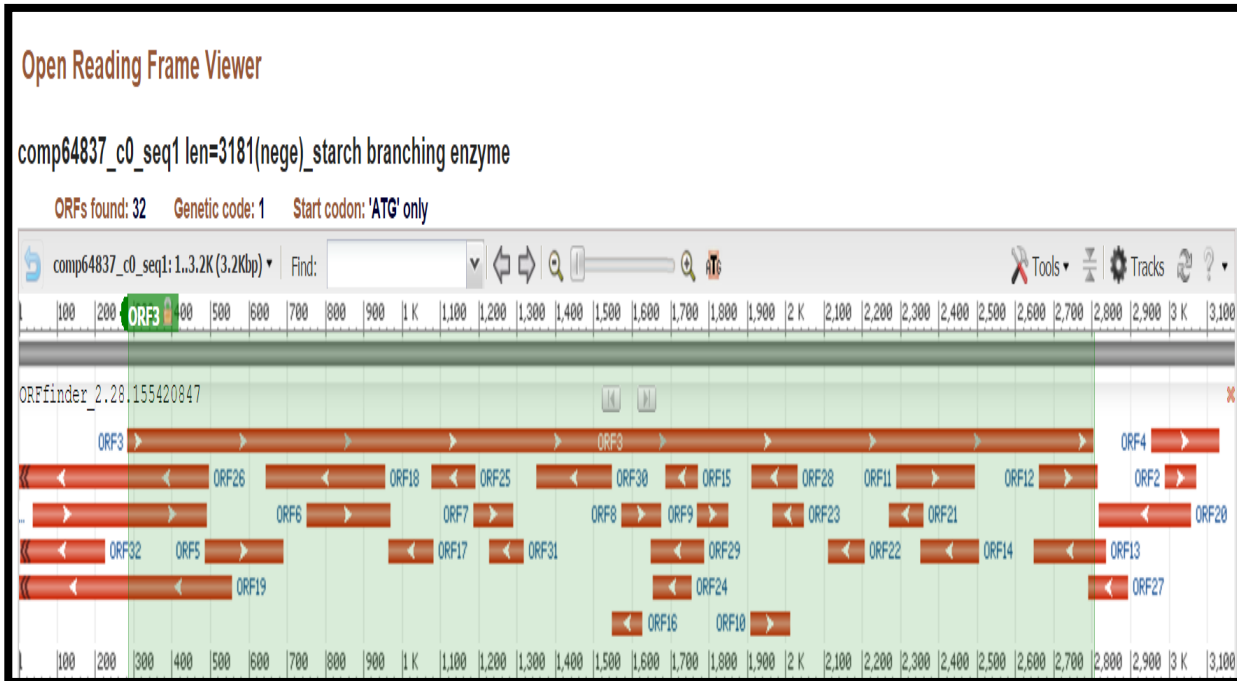 Open Reading Frame Viewer
comp64837_c0_seq1 len=3181(nege)_starch branching enzyme
ORFs found: 32 Genetic code: 1 Start codon: 'ATG' only
comp64837_c0_seq1: 1..3.2K (3.2Kbp) Find: ATG Tools Tracks ?
1 100 200 ORF3 400 500 600 700 800 900 1 K 1,100 1,200 1,300 1,400 1,500 1,600 1,700 1,800 1,900 2 K 2,100 2,200 2,300 2,400 2,500 2,600 2,700 2,800 2,900 3 K 3,100
ORFfinder_2.28.155420847
ORF3 ORF3 ORF4
ORF26 ORF18 ORF25 ORF30 ORF15 ORF28 ORF11 ORF12 ORF2
... ORF6 ORF7 ORF8 ORF9 ORF23 ORF21 ORF20
ORF32 ORF5 ORF17 ORF31 ORF29 ORF22 ORF14 ORF13
ORF19 ORF24 ORF27
ORF16 ORF10
1 100 200 300 400 500 600 700 800 900 1 K 1,100 1,200 1,300 1,400 1,500 1,600 1,700 1,800 1,900 2 K 2,100 2,200 2,300 2,400 2,500 2,600 2,700 2,800 2,900 3 K 3,100